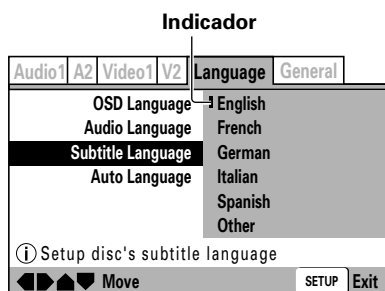 Indicador
Audio1 A2 Video1 V2 Language General
OSD Language English
Audio Language French
Subtitle Language German
Auto Language Italian
Spanish
Other
i Setup disc's subtitle language
Move SETUP Exit